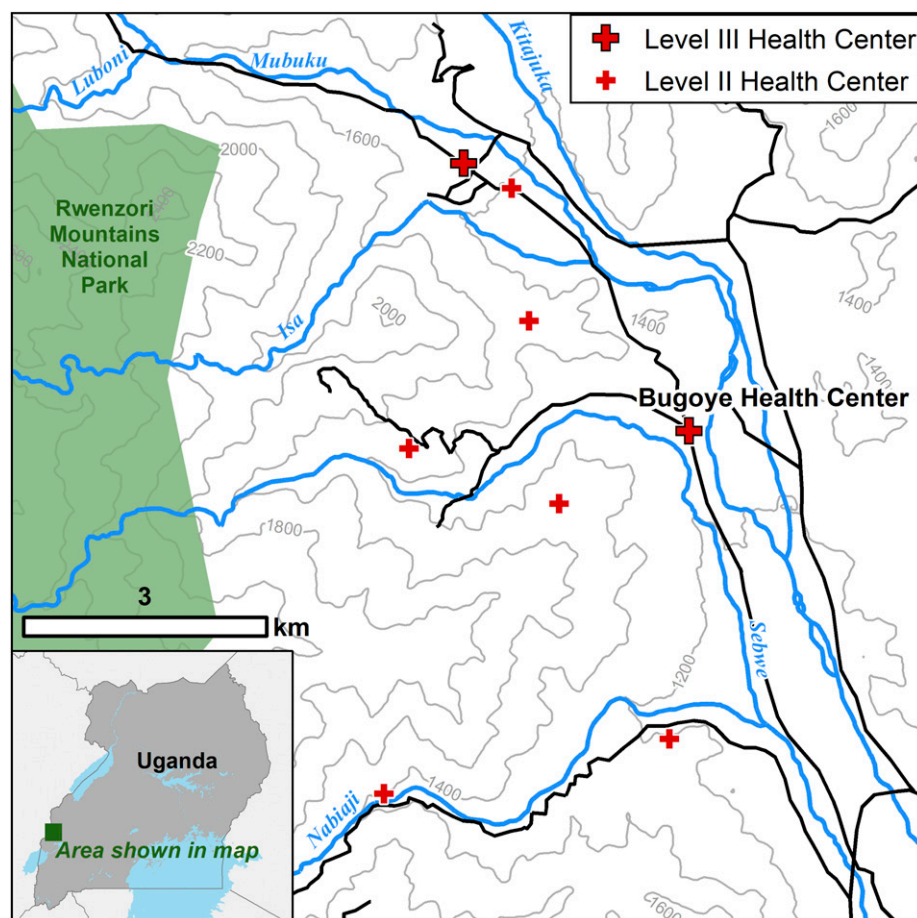 Level III Health Center
Level II Health Center
Luboni
Mubuku
Kitajuka
1600
1600
2000
2400
Rwenzori
Mountains
National
Park
2200
Isa
2000
1400
1400
1400
Bugoye Health Center
1800
3
km
Sebwe
1200
Uganda
Area shown in map
Nabiaji
1400
1600